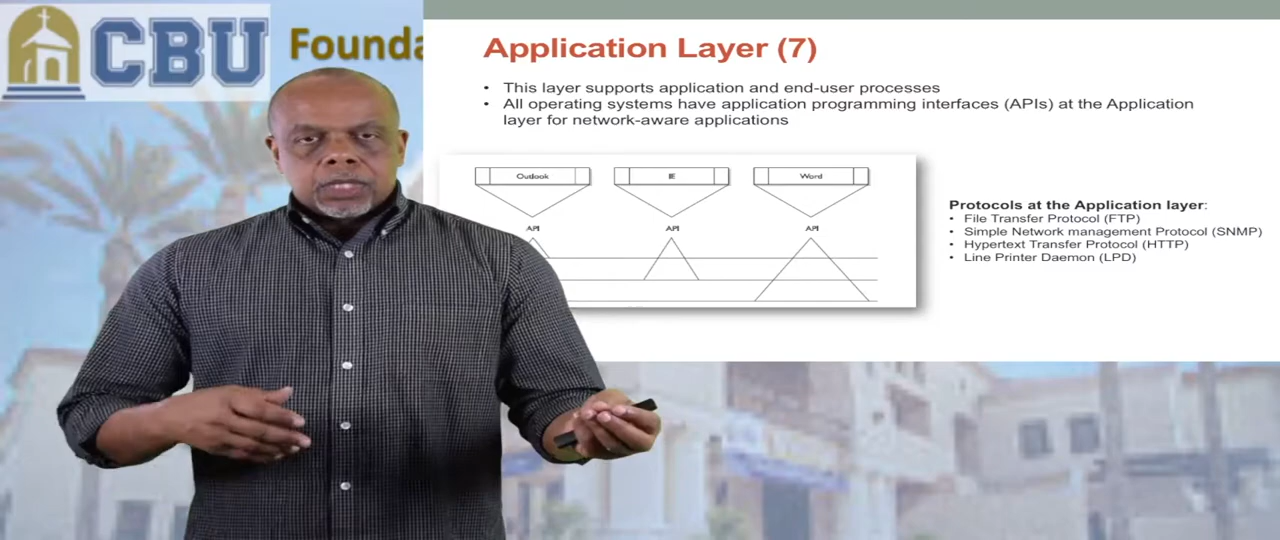 CBU Founda
Application Layer (7)
• This layer supports application and end-user processes
• All operating systems have application programming interfaces (APIs) at the Application
layer for network-aware applications
Outlook IE Word
API API API
Protocols at the Application layer:
• File Transfer Protocol (FTP)
• Simple Network management Protocol (SNMP)
• Hypertext Transfer Protocol (HTTP)
• Line Printer Daemon (LPD)